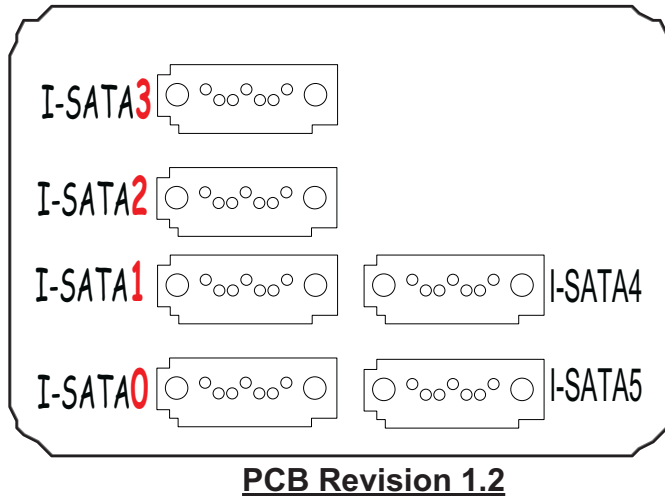 I-SATA3
I-SATA2
I-SATA1
I-SATA4
I-SATA0
I-SATA5
PCB Revision 1.2